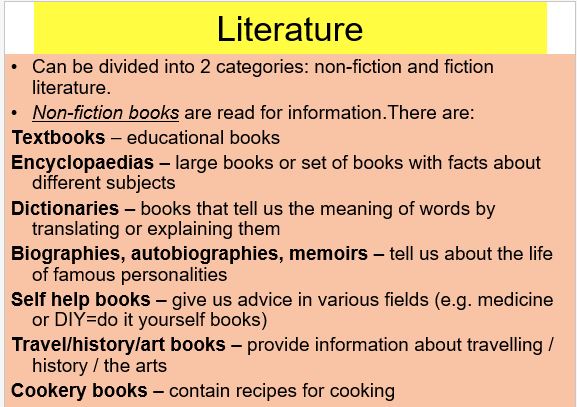 Literature
• Can be divided into 2 categories: non-fiction and fiction
literature.
• Non-fiction books are read for information.There are:
Textbooks – educational books
Encyclopaedias – large books or set of books with facts about
different subjects
Dictionaries – books that tell us the meaning of words by
translating or explaining them
Biographies, autobiographies, memoirs – tell us about the life
of famous personalities
Self help books – give us advice in various fields (e.g. medicine
or DIY=do it yourself books)
Travel/history/art books – provide information about travelling /
history / the arts
Cookery books – contain recipes for cooking